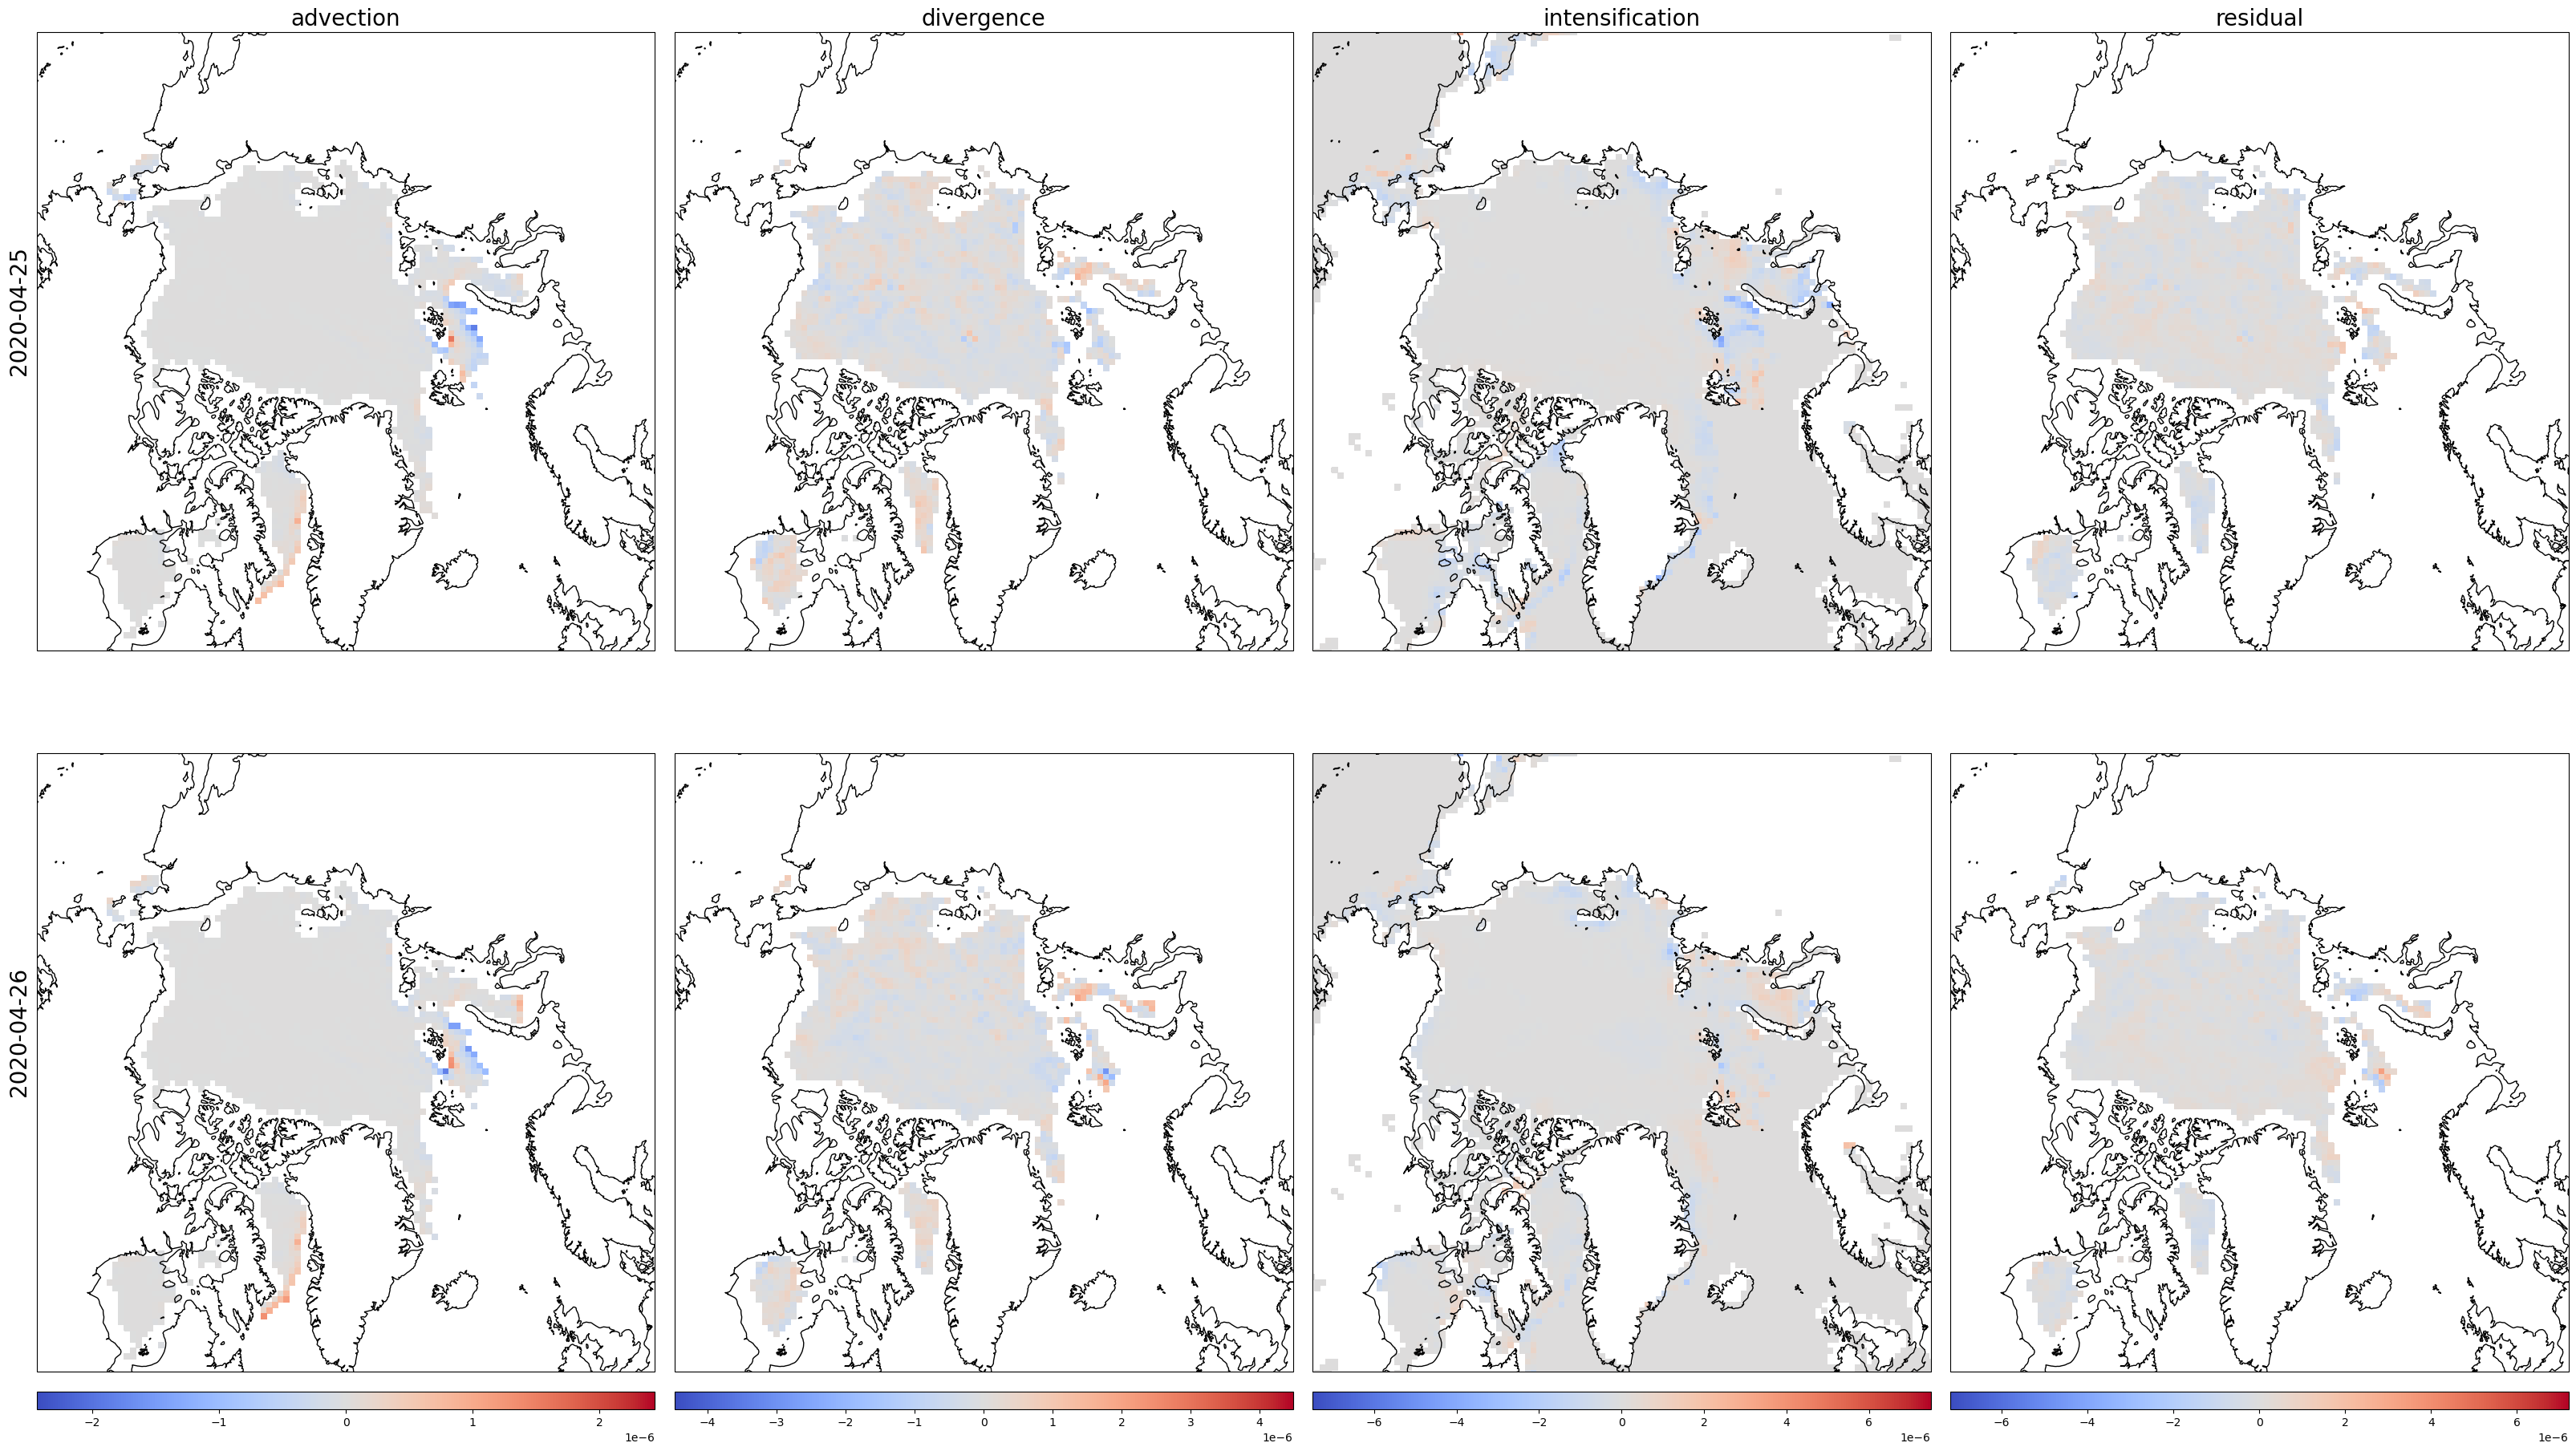 advection divergence intensification residual
2020-04-25
2020-04-26
−2 −1 0 1 2 −4 −3 −2 −1 0 1 2 3 4 −6 −4 −2 0 2 4 6 −6 −4 −2 0 2 4 6
1e−6 1e−6 1e−6 1e−6